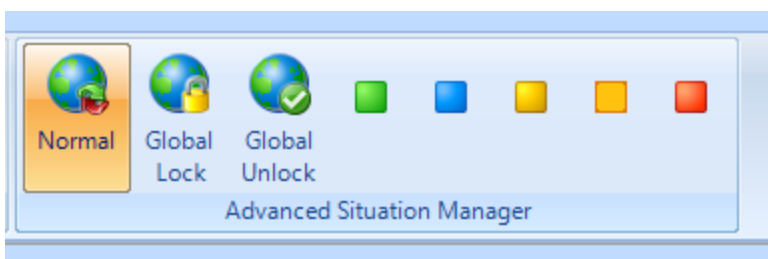 Normal
Global
Lock
Global
Unlock
Advanced Situation Manager